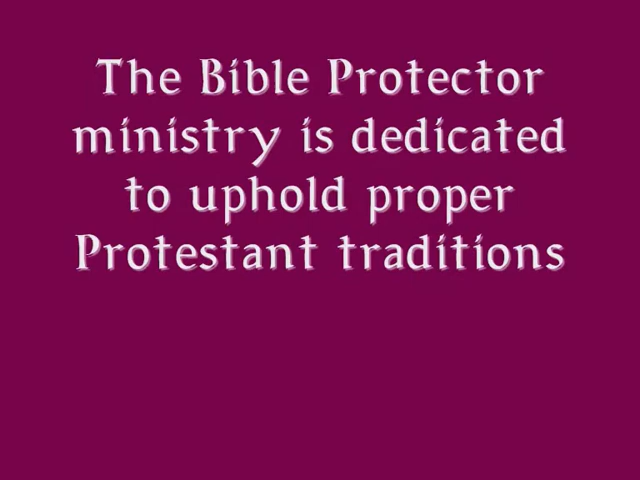 The Bible Protector
ministry is dedicated
to uphold proper
Protestant traditions